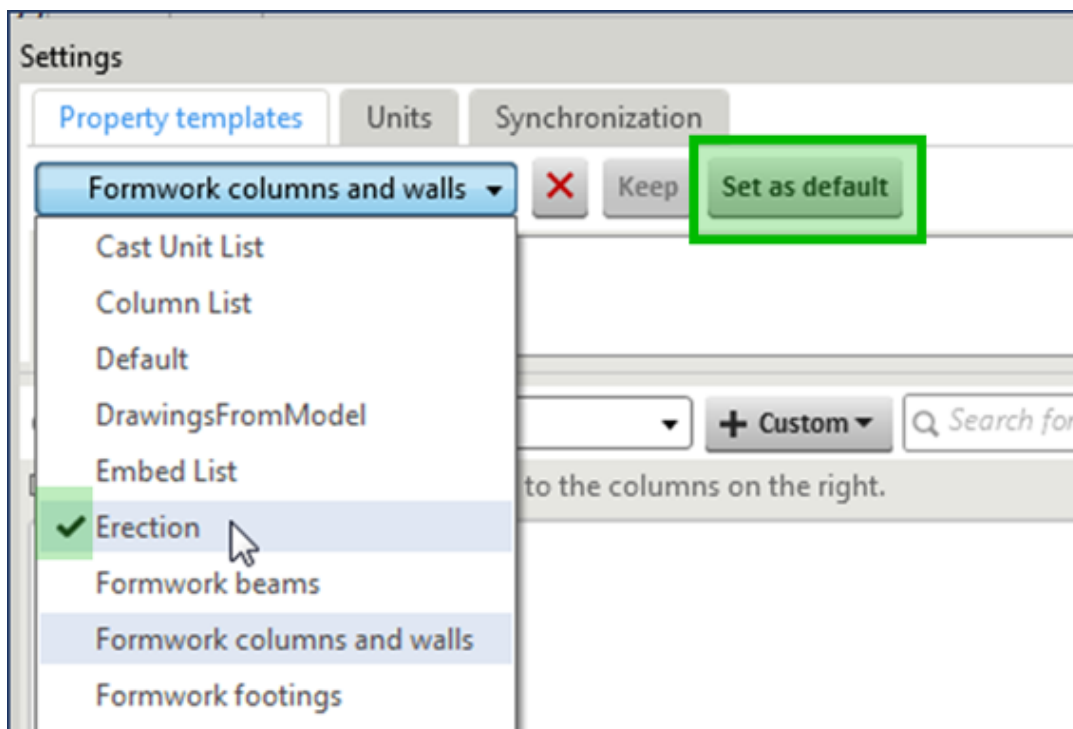 Settings
Property templates Units Synchronization
Formwork columns and walls Keep Set as default
Cast Unit List
Column List
Default
DrawingsFromModel
+ Custom Search for
Embed List
to the columns on the right.
Erection
Formwork beams
Formwork columns and walls
Formwork footings